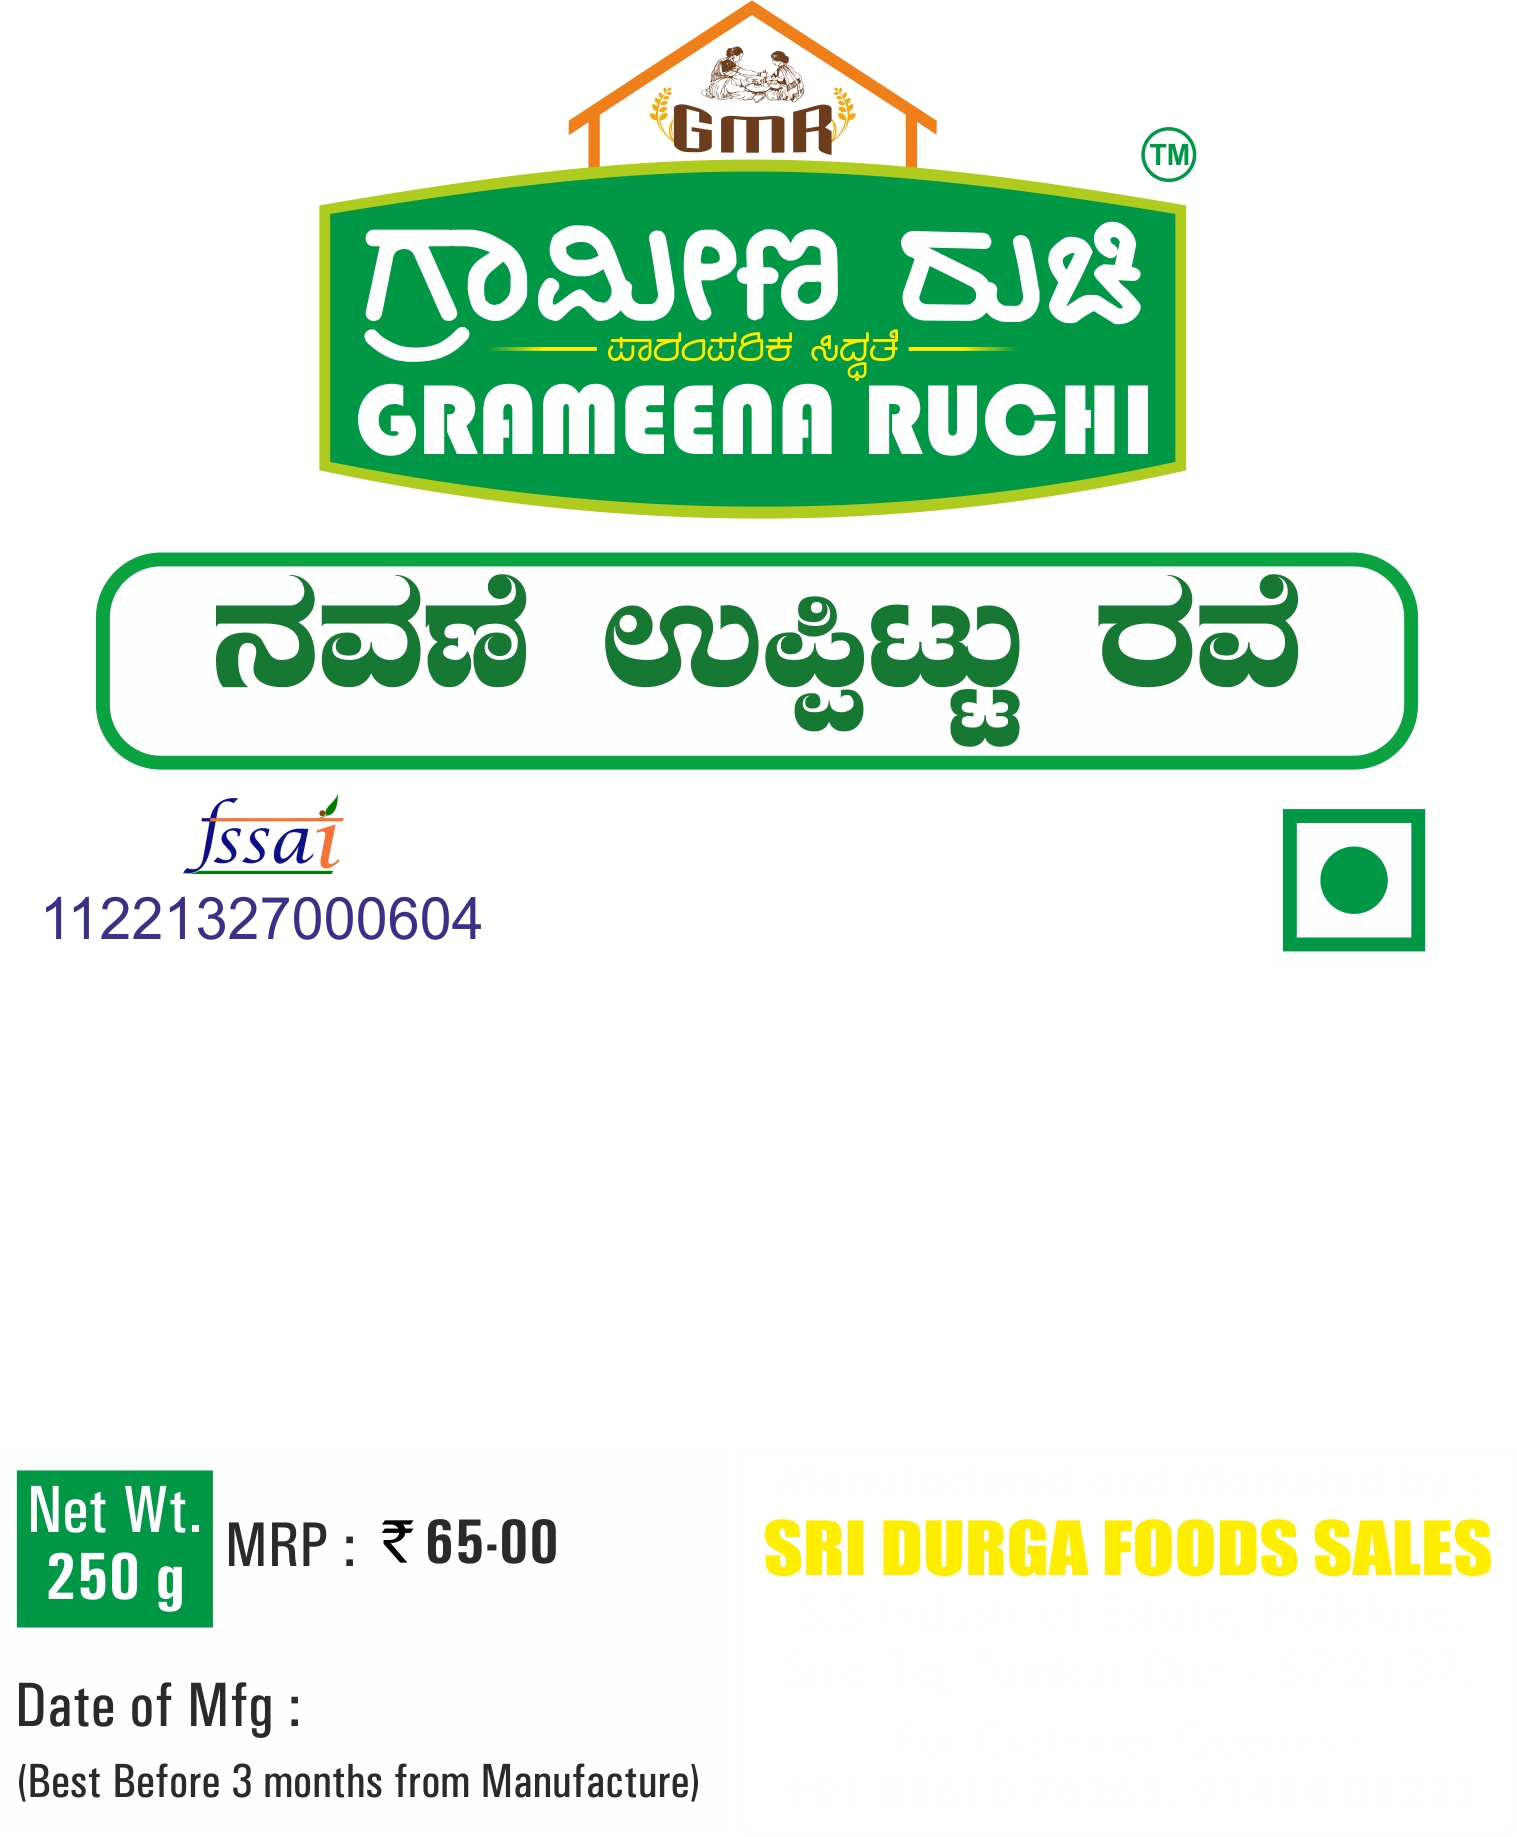 GMR
TM
ಗ್ರಾಮೀಣ ರುಚಿ
ಪಾರಂಪರಿಕ ಸಿದ್ಧತೆ
GRAMEENA RUCHI
ನವಣೆ ಉಪ್ಪಿಟ್ಟು ರವೆ
fssai
11221327000604
Net Wt.
250 g
MRP : ₹ 65-00
SRI DURGA FOODS SALES
Date of Mfg :
(Best Before 3 months from Manufacture)